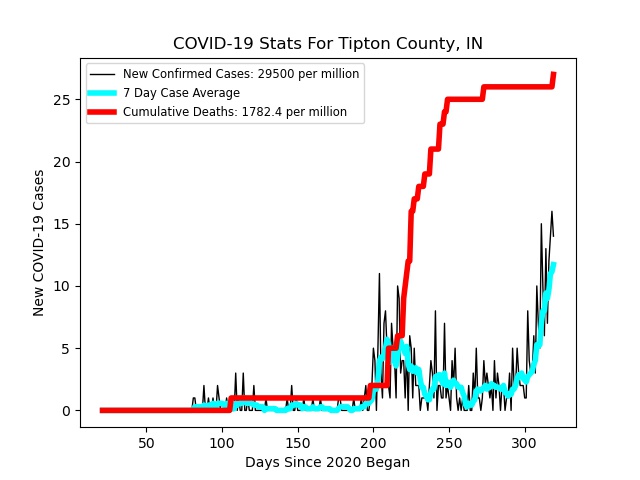 COVID-19 Stats For Tipton County, IN
New Confirmed Cases: 29500 per million
7 Day Case Average
Cumulative Deaths: 1782.4 per million
25
20
15
10
5
0
New COVID-19 Cases
50 100 150 200 250 300
Days Since 2020 Began